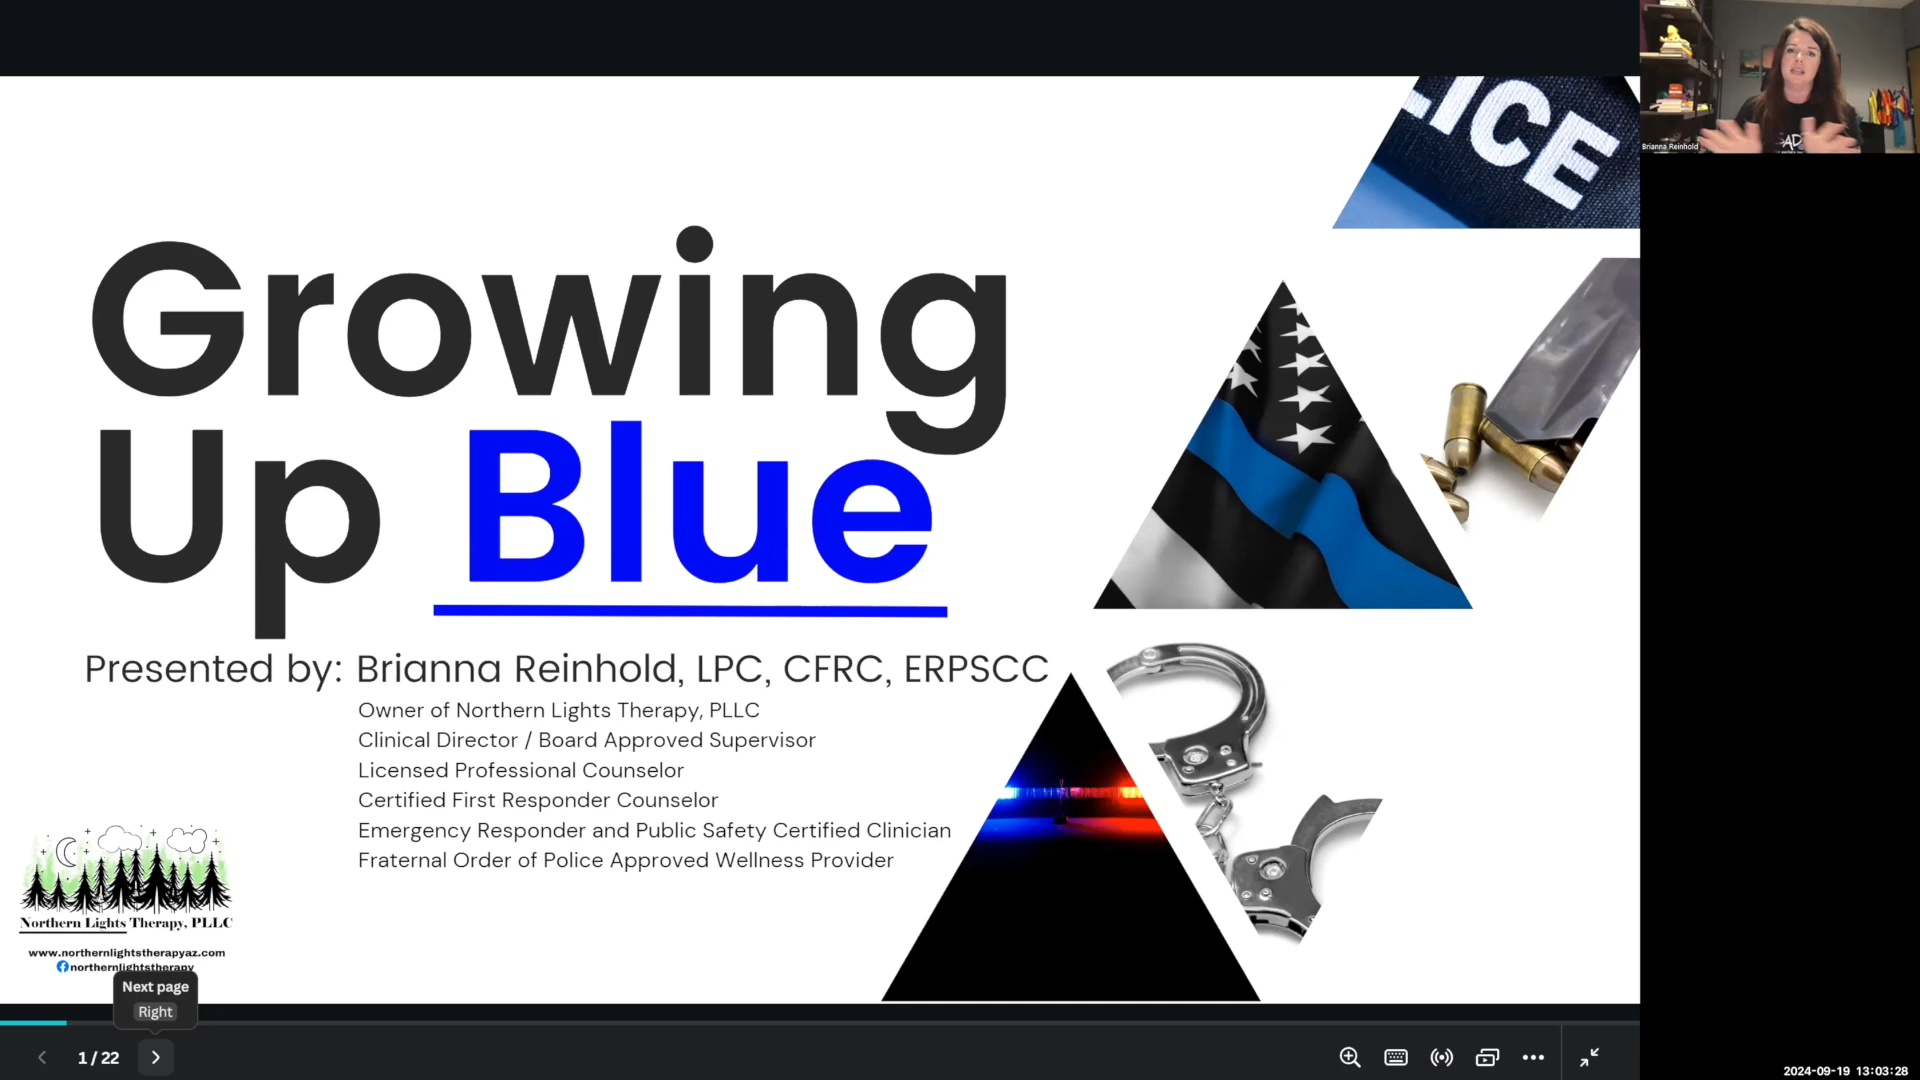 LICE
Growing
Up Blue
Presented by: Brianna Reinhold, LPC, CFRC, ERPSCC
Owner of Northern Lights Therapy, PLLC
Clinical Director / Board Approved Supervisor
Licensed Professional Counselor
Certified First Responder Counselor
Emergency Responder and Public Safety Certified Clinician
Fraternal Order of Police Approved Wellness Provider
Northern Lights Therapy, PLLC
www.northernlightstherapyaz.com
northernlightstherapy
Next page
Right
1 / 22
Brianna Reinhold
2024-09-19 13:03:28